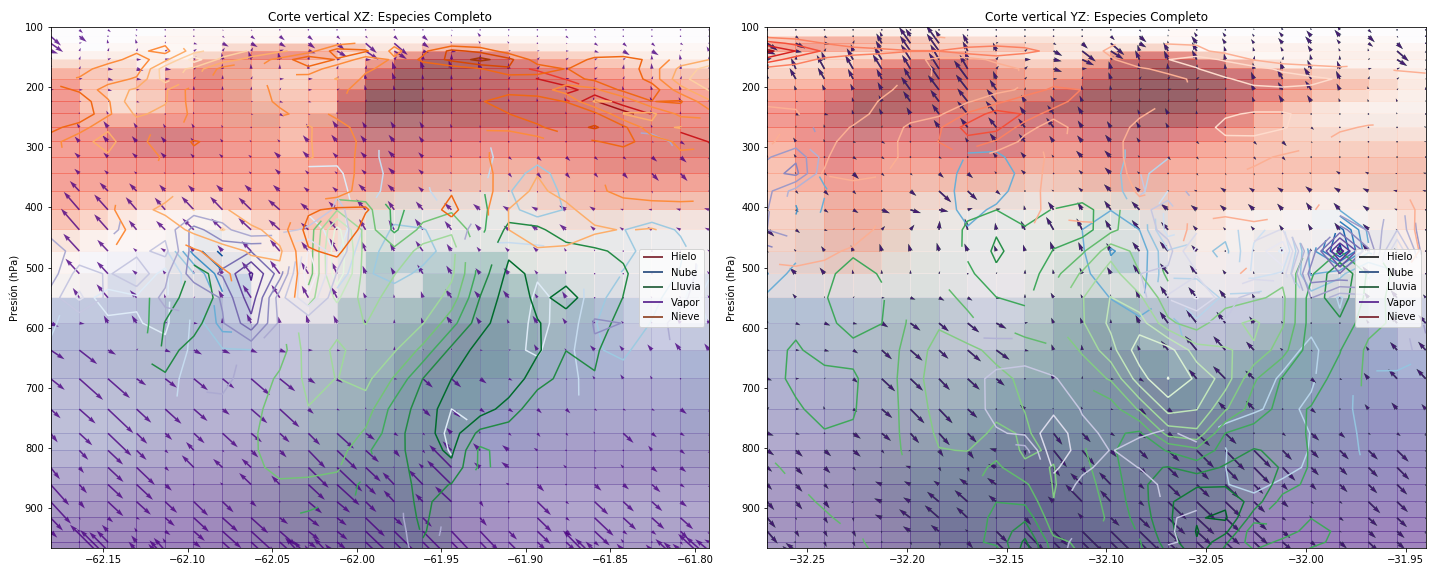 Corte vertical XZ: Especies Completo
Presión (hPa)
100
200
300
400
500
600
700
800
900
−62.15
−62.10
−62.05
−62.00
−61.95
−61.90
−61.85
−61.80
Hielo
Nube
Lluvia
Vapor
Nieve
Corte vertical YZ: Especies Completo
Presión (hPa)
100
200
300
400
500
600
700
800
900
−32.25
−32.20
−32.15
−32.10
−32.05
−32.00
−31.95
Hielo
Nube
Lluvia
Vapor
Nieve